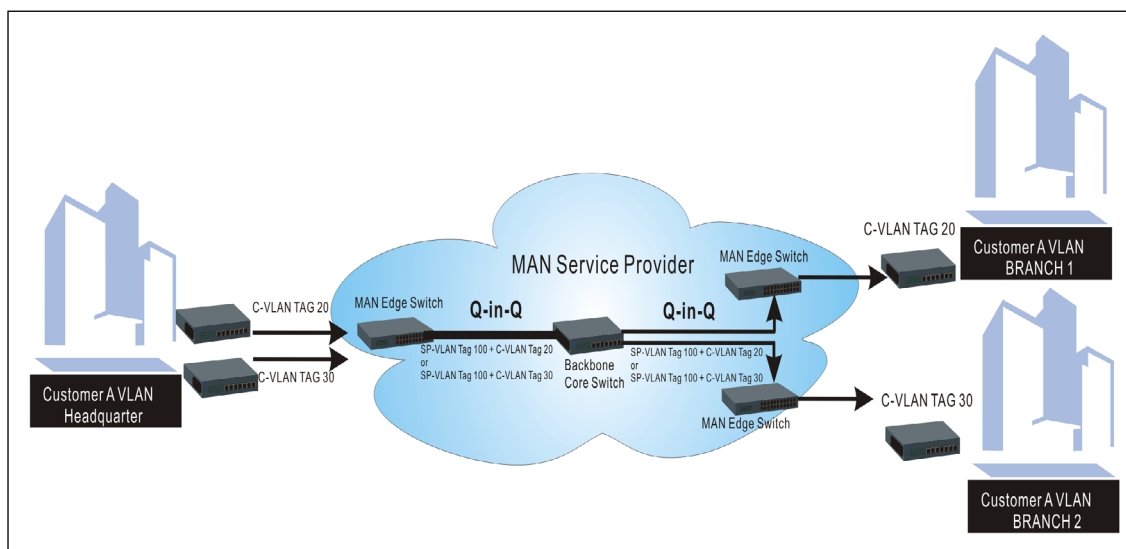 C-VLAN TAG 20
Customer A VLAN
BRANCH 1
MAN Service Provider
MAN Edge Switch
C-VLAN TAG 20
MAN Edge Switch
Q-in-Q
Q-in-Q
SP-VLAN Tag 100 + C-VLAN Tag 20
or
SP-VLAN Tag 100 + C-VLAN Tag 30
Backbone
Core Switch
SP-VLAN Tag 100 + C-VLAN Tag 20
or
SP-VLAN Tag 100 + C-VLAN Tag 30
C-VLAN TAG 30
Customer A VLAN
Headquarter
MAN Edge Switch
C-VLAN TAG 30
Customer A VLAN
BRANCH 2